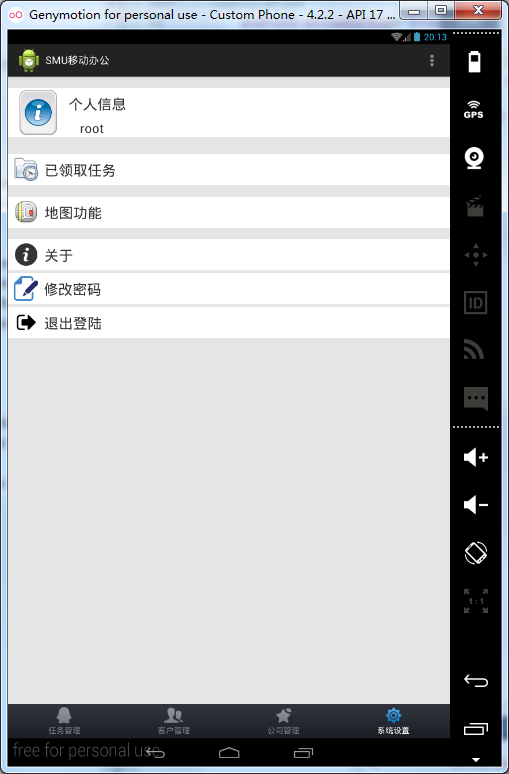 Genymotion for personal use - Custom Phone - 4.2.2 - API 17 ...
20:13
SMU移动办公
GPS
个人信息
root
已领取任务
地图功能
ID
关于
修改密码
退出登陆
1:1
任务管理
客户管理
公司管理
系统设置
free for personal use